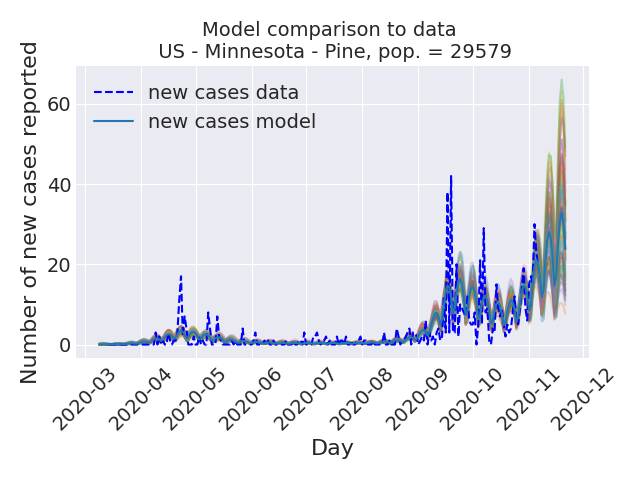 Model comparison to data
US - Minnesota - Pine, pop. = 29579
Number of new cases reported
60
40
20
0
new cases data
new cases model
2020-03
2020-04
2020-05
2020-06
2020-07
2020-08
2020-09
2020-10
2020-11
2020-12
Day